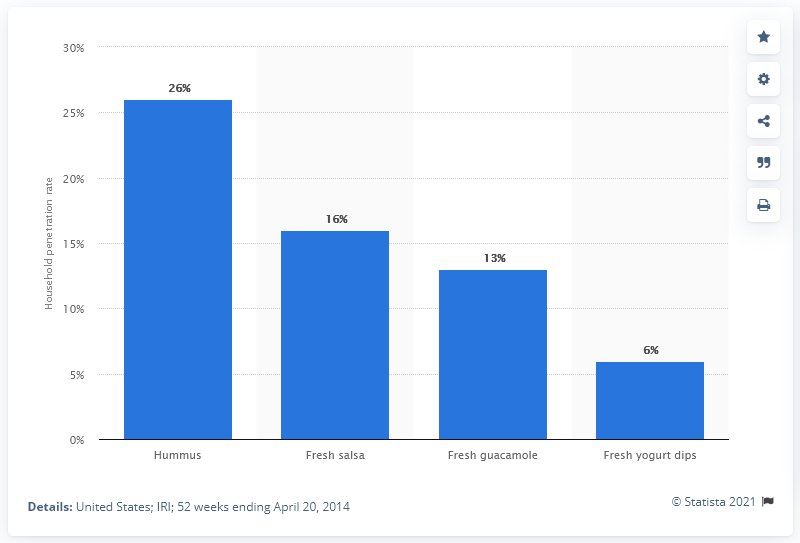 30%
25%
20%
15%
10%
5%
0%
Household penetration rate
26%
16%
13%
6%
Hummus
Fresh salsa
Fresh guacamole
Fresh yogurt dips
Details: United States; IRI; 52 weeks ending April 20, 2014
© Statista 2021